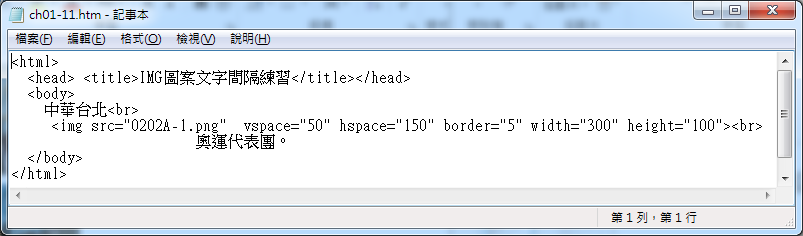 ch01-11.htm - 記事本
檔案(F) 編輯(E) 格式(O) 檢視(V) 說明(H)
<html>
  <head> <title>IMG圖案文字間隔練習</title></head>
  <body>
    中華台北<br>
     <img src="0202A-1.png"  vspace="50" hspace="150" border="5" width="300" height="100"><br>
                       奧運代表團。
  </body>
</html>
第 1 列，第 1 行